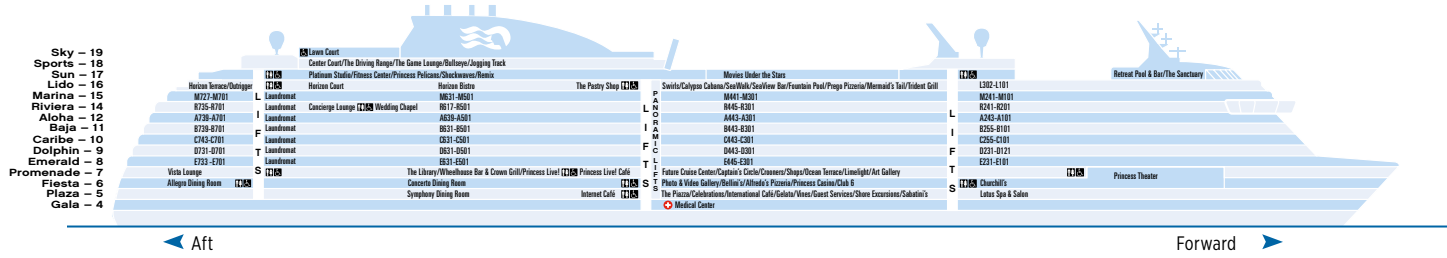 Sky – 19
Lawn Court
Sports – 18
Center Court/The Driving Range/The Game Lounge/Bullseye/Jogging Track
Sun – 17
Platinum Studio/Fitness Center/Princess Pelicans/Shockwaves/Remix
Movies Under the Stars
Retreat Pool & Bar/The Sanctuary
Lido – 16
Horizon Terrace/Outrigger
Horizon Court
Horizon Bistro
The Pastry Shop
Swirls/Calypso Cabana/SeaWalk/SeaView Bar/Fountain Pool/Prego Pizzeria/Mermaid's Tail/Trident Grill
L302-L101
Marina – 15
M727-M701
Laundromat
M631-M501
M441-M301
M241-M101
Riviera – 14
R735-R701
Laundromat
Concierge Lounge
Wedding Chapel
R617-R501
R445-R301
R241-R201
Aloha – 12
A739-A701
Laundromat
A639-A501
A443-A301
A243-A101
Baja – 11
B739-B701
Laundromat
B631-B501
B443-B301
B255-B101
Caribe – 10
C743-C701
Laundromat
C631-C501
C443-C301
C255-C101
Dolphin – 9
D731-D701
Laundromat
D631-D501
D443-D301
D231-D121
Emerald – 8
E733 -E701
Laundromat
E631-E501
E445-E301
E231-E101
Promenade – 7
Vista Lounge
The Library/Wheelhouse Bar & Crown Grill/Princess Live!
Princess Live! Café
Future Cruise Center/Captain's Circle/Crooners/Shops/Ocean Terrace/Limelight/Art Gallery
Princess Theater
Fiesta – 6
Allegro Dining Room
Concerto Dining Room
Photo & Video Gallery/Bellini's/Alfredo's Pizzeria/Princess Casino/Club 6
Churchill's
Plaza – 5
Symphony Dining Room
Internet Café
The Piazza/Celebrations/International Café/Gelato/Vines/Guest Services/Shore Excursions/Sabatini's
Lotus Spa & Salon
Gala – 4
Medical Center
LIFTS
LIFTS
PANORAMIC LIFTS
LIFTS
Aft
Forward